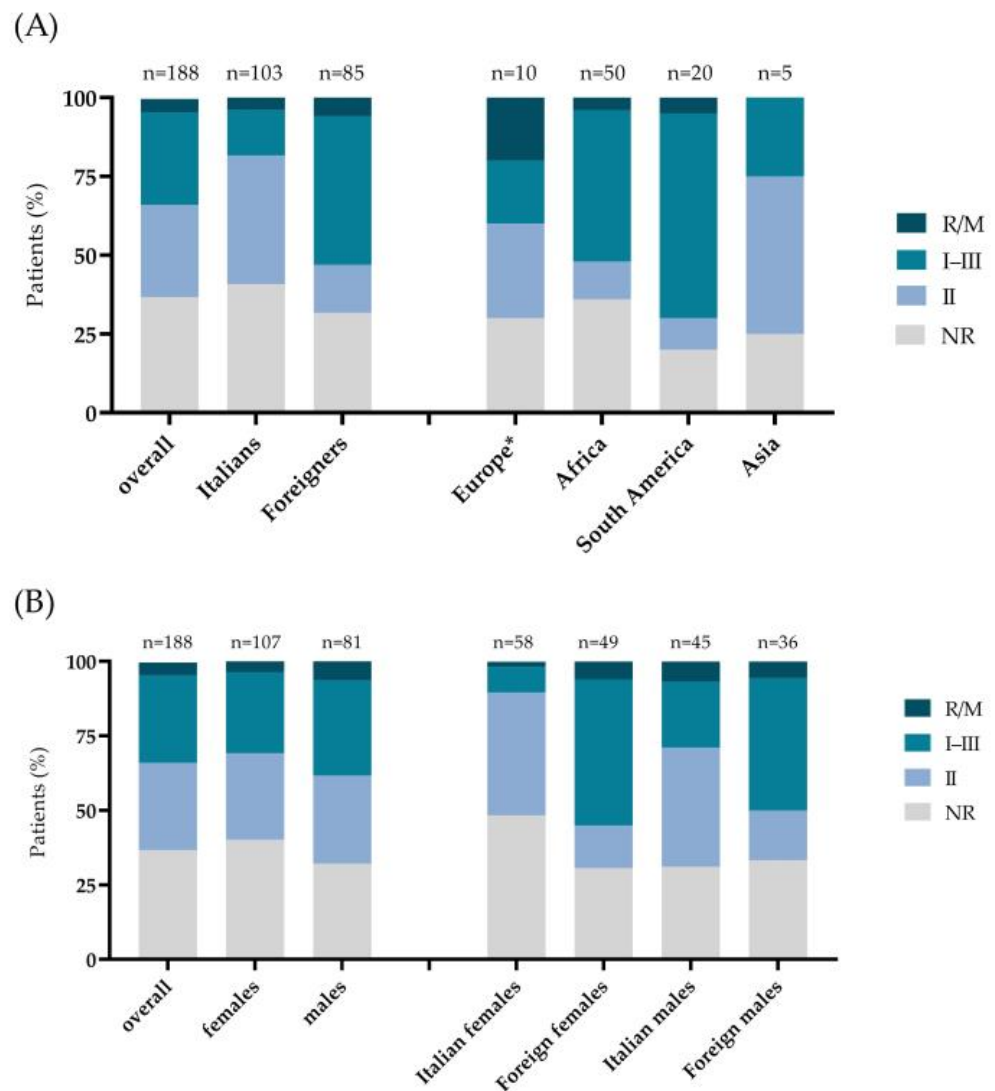 (A)
n=188 n=103 n=85 n=10 n=50 n=20 n=5
100
75
50
25
0
Patients (%)
overall Italians Foreigners Europe* Africa South America Asia
R/M
I–III
II
NR
(B)
n=188 n=107 n=81 n=58 n=49 n=45 n=36
100
75
50
25
0
Patients (%)
overall females males Italian females Foreign females Italian males Foreign males
R/M
I–III
II
NR